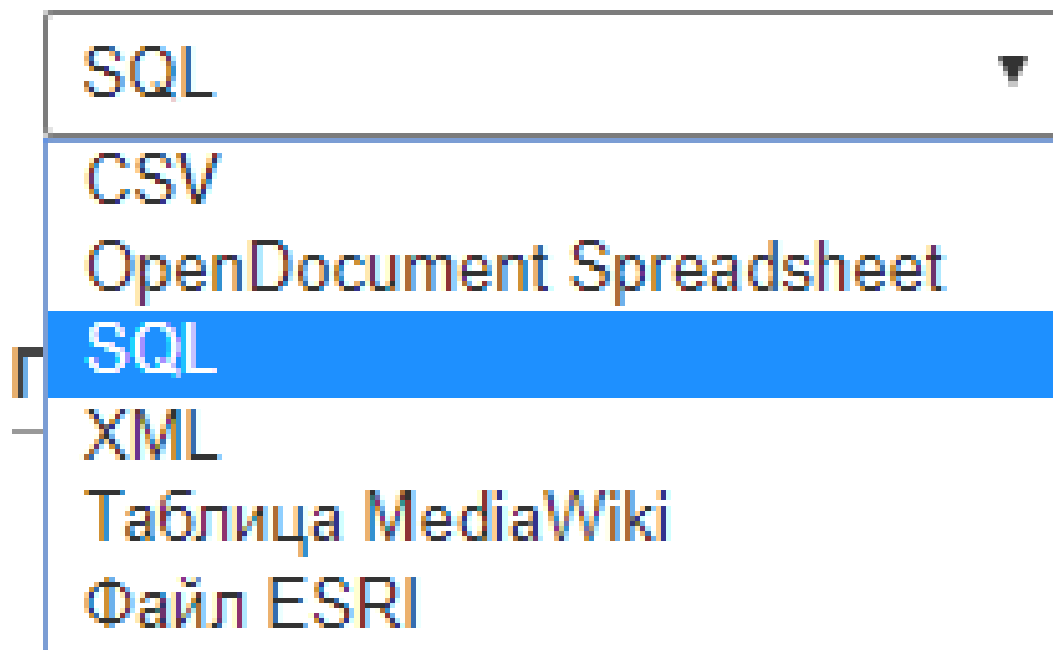 SQL
CSV
OpenDocument Spreadsheet
SQL
XML
Таблица MediaWiki
Файл ESRI